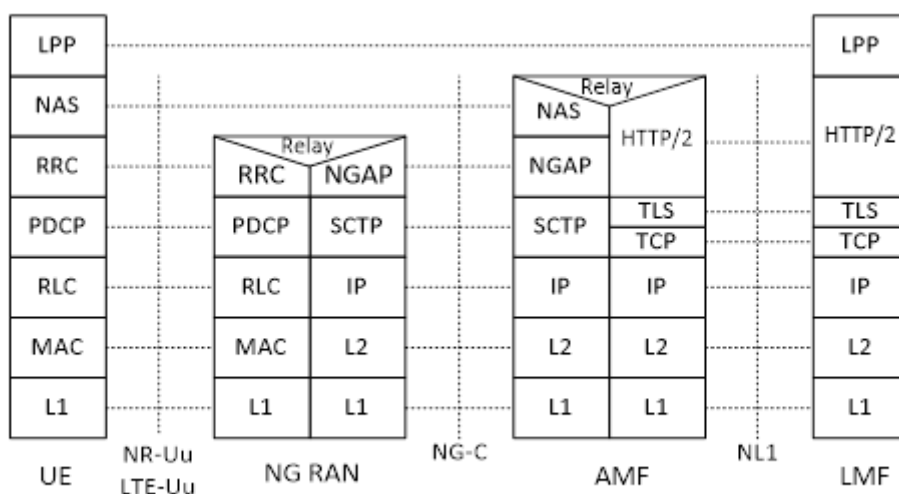 LPP LPP
Relay
NAS NAS
HTTP/2 HTTP/2
Relay
RRC RRC NGAP NGAP
TLS TLS
PDCP PDCP SCTP SCTP
TCP TCP
RLC RLC IP IP IP IP
MAC MAC L2 L2 L2 L2
L1 L1 L1 L1 L1 L1
NR-Uu NG-C NL1
LTE-Uu
UE NG RAN AMF LMF